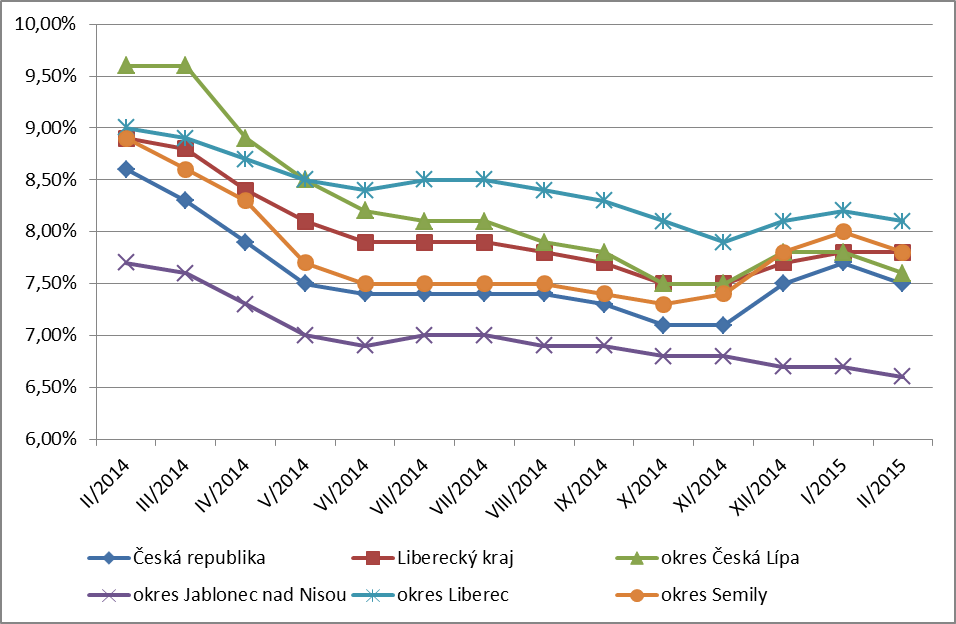 10,00%
9,50%
9,00%
8,50%
8,00%
7,50%
7,00%
6,50%
6,00%
II/2014
III/2014
IV/2014
V/2014
VI/2014
VII/2014
VII/2014
VIII/2014
IX/2014
X/2014
XI/2014
XII/2014
I/2015
II/2015
Česká republika
Liberecký kraj
okres Česká Lípa
okres Jablonec nad Nisou
okres Liberec
okres Semily